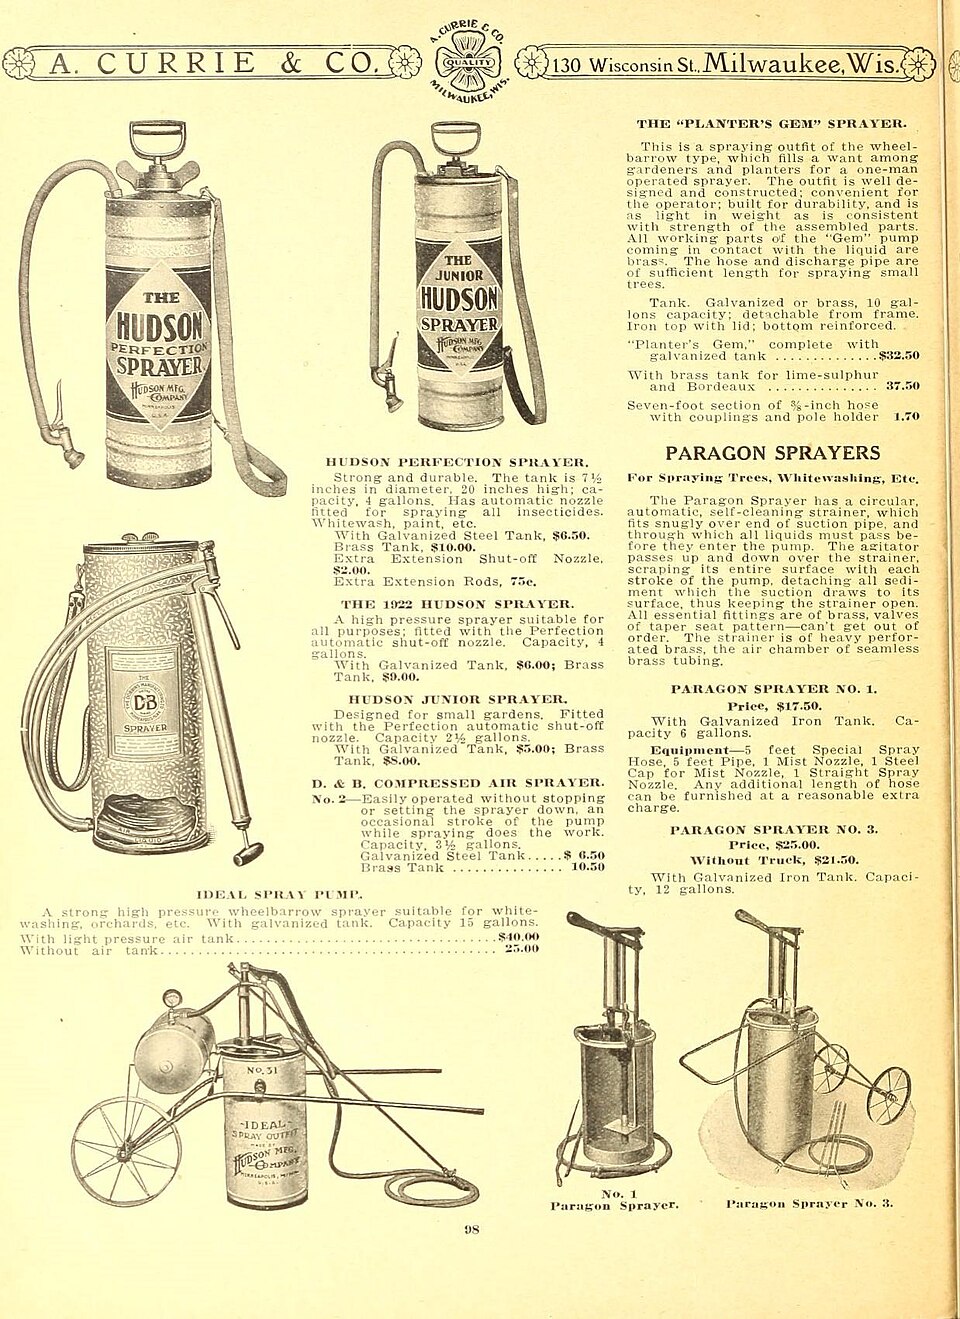 A. CURRIE & CO.
A. CURRIE & CO.
QUALITY
MILWAUKEE, WIS.
130 Wisconsin St., Milwaukee, Wis.
THE
HUDSON
PERFECTION
SPRAYER
HUDSON MFG.
COMPANY
MINNEAPOLIS
U.S.A.
THE
JUNIOR
HUDSON
SPRAYER
HUDSON MFG
COMPANY
U.S.A.
THE
D&B
SPRAYER
LIQUID
HUDSON PERFECTION SPRAYER.
Strong and durable. The tank is 7½
inches in diameter, 20 inches high; ca-
pacity, 4 gallons. Has automatic nozzle
fitted for spraying all insecticides.
Whitewash, paint, etc.
With Galvanized Steel Tank, $6.50.
Brass Tank, $10.00.
Extra Extension Shut-off Nozzle,
$2.00.
Extra Extension Rods, 75c.
THE 1922 HUDSON SPRAYER.
A high pressure sprayer suitable for
all purposes; fitted with the Perfection
automatic shut-off nozzle. Capacity, 4
gallons.
With Galvanized Tank, $6.00; Brass
Tank, $9.00.
HUDSON JUNIOR SPRAYER.
Designed for small gardens. Fitted
with the Perfection automatic shut-off
nozzle. Capacity 2½ gallons.
With Galvanized Tank, $5.00; Brass
Tank, $8.00.
D. & B. COMPRESSED AIR SPRAYER.
No. 2—Easily operated without stopping
or setting the sprayer down, an
occasional stroke of the pump
while spraying does the work.
Capacity, 3½ gallons.
Galvanized Steel Tank.....$ 6.50
Brass Tank .............. 10.50
IDEAL SPRAY PUMP.
A strong high pressure wheelbarrow sprayer suitable for white-
washing, orchards, etc. With galvanized tank. Capacity 15 gallons.
With light pressure air tank.................................$40.00
Without air tank.......................................... 25.00
No. 31
-IDEAL-
SPRAY OUTFIT
MADE BY
HUDSON MFG.
COMPANY
MINNEAPOLIS, MINN.
U.S.A.
THE "PLANTER'S GEM" SPRAYER.
This is a spraying outfit of the wheel-
barrow type, which fills a want among
gardeners and planters for a one-man
operated sprayer. The outfit is well de-
signed and constructed; convenient for
the operator; built for durability, and is
as light in weight as is consistent
with strength of the assembled parts.
All working parts of the "Gem" pump
coming in contact with the liquid are
brass. The hose and discharge pipe are
of sufficient length for spraying small
trees.
Tank. Galvanized or brass, 10 gal-
lons capacity; detachable from frame.
Iron top with lid; bottom reinforced.
"Planter's Gem," complete with
galvanized tank ..............$32.50
With brass tank for lime-sulphur
and Bordeaux ............... 37.50
Seven-foot section of ⅜-inch hose
with couplings and pole holder 1.70
PARAGON SPRAYERS
For Spraying Trees, Whitewashing, Etc.
The Paragon Sprayer has a circular,
automatic, self-cleaning strainer, which
fits snugly over end of suction pipe, and
through which all liquids must pass be-
fore they enter the pump. The agitator
passes up and down over the strainer,
scraping its entire surface with each
stroke of the pump, detaching all sedi-
ment which the suction draws to its
surface, thus keeping the strainer open.
All essential fittings are of brass, valves
of taper seat pattern—can't get out of
order. The strainer is of heavy perfor-
ated brass, the air chamber of seamless
brass tubing.
PARAGON SPRAYER NO. 1.
Price, $17.50.
With Galvanized Iron Tank. Ca-
pacity 6 gallons.
Equipment—5 feet Special Spray
Hose, 5 feet Pipe, 1 Mist Nozzle, 1 Steel
Cap for Mist Nozzle, 1 Straight Spray
Nozzle. Any additional length of hose
can be furnished at a reasonable extra
charge.
PARAGON SPRAYER NO. 3.
Price, $25.00.
Without Truck, $21.50.
With Galvanized Iron Tank. Capaci-
ty, 12 gallons.
No. 1
Paragon Sprayer.
Paragon Sprayer No. 3.
98